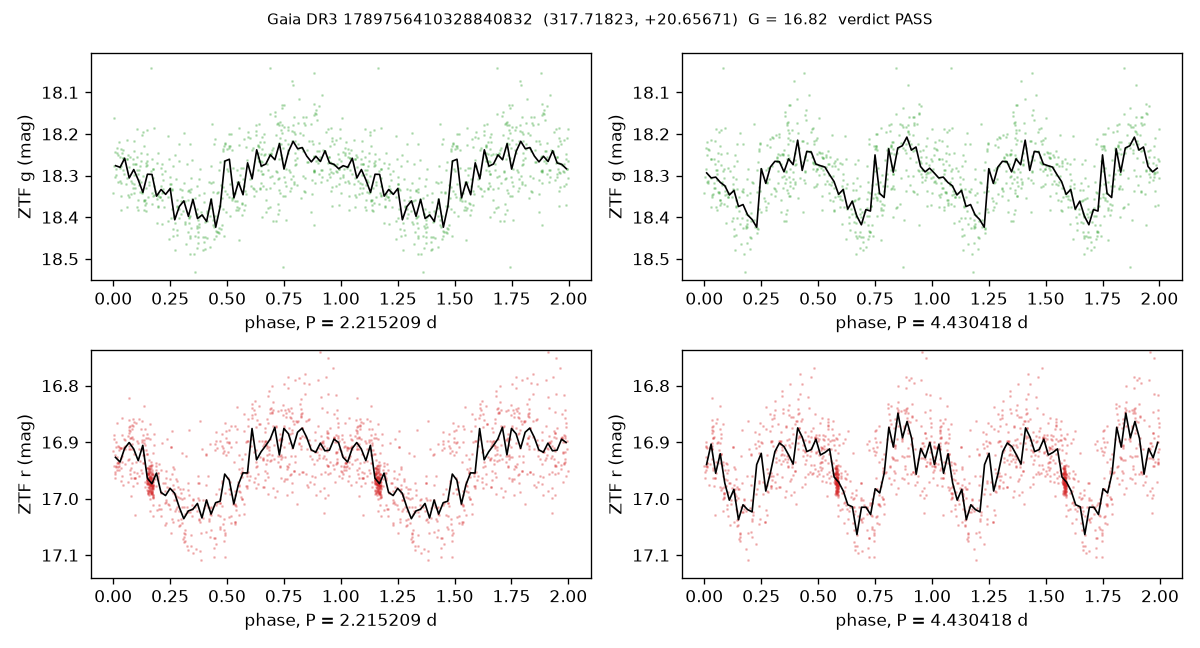 Gaia DR3 1789756410328840832 (317.71823, +20.65671) G = 16.82 verdict PASS
ZTF g (mag)
18.1
18.2
18.3
18.4
18.5
0.00 0.25 0.50 0.75 1.00 1.25 1.50 1.75 2.00
phase, P = 2.215209 d
ZTF g (mag)
18.1
18.2
18.3
18.4
18.5
0.00 0.25 0.50 0.75 1.00 1.25 1.50 1.75 2.00
phase, P = 4.430418 d
ZTF r (mag)
16.8
16.9
17.0
17.1
0.00 0.25 0.50 0.75 1.00 1.25 1.50 1.75 2.00
phase, P = 2.215209 d
ZTF r (mag)
16.8
16.9
17.0
17.1
0.00 0.25 0.50 0.75 1.00 1.25 1.50 1.75 2.00
phase, P = 4.430418 d